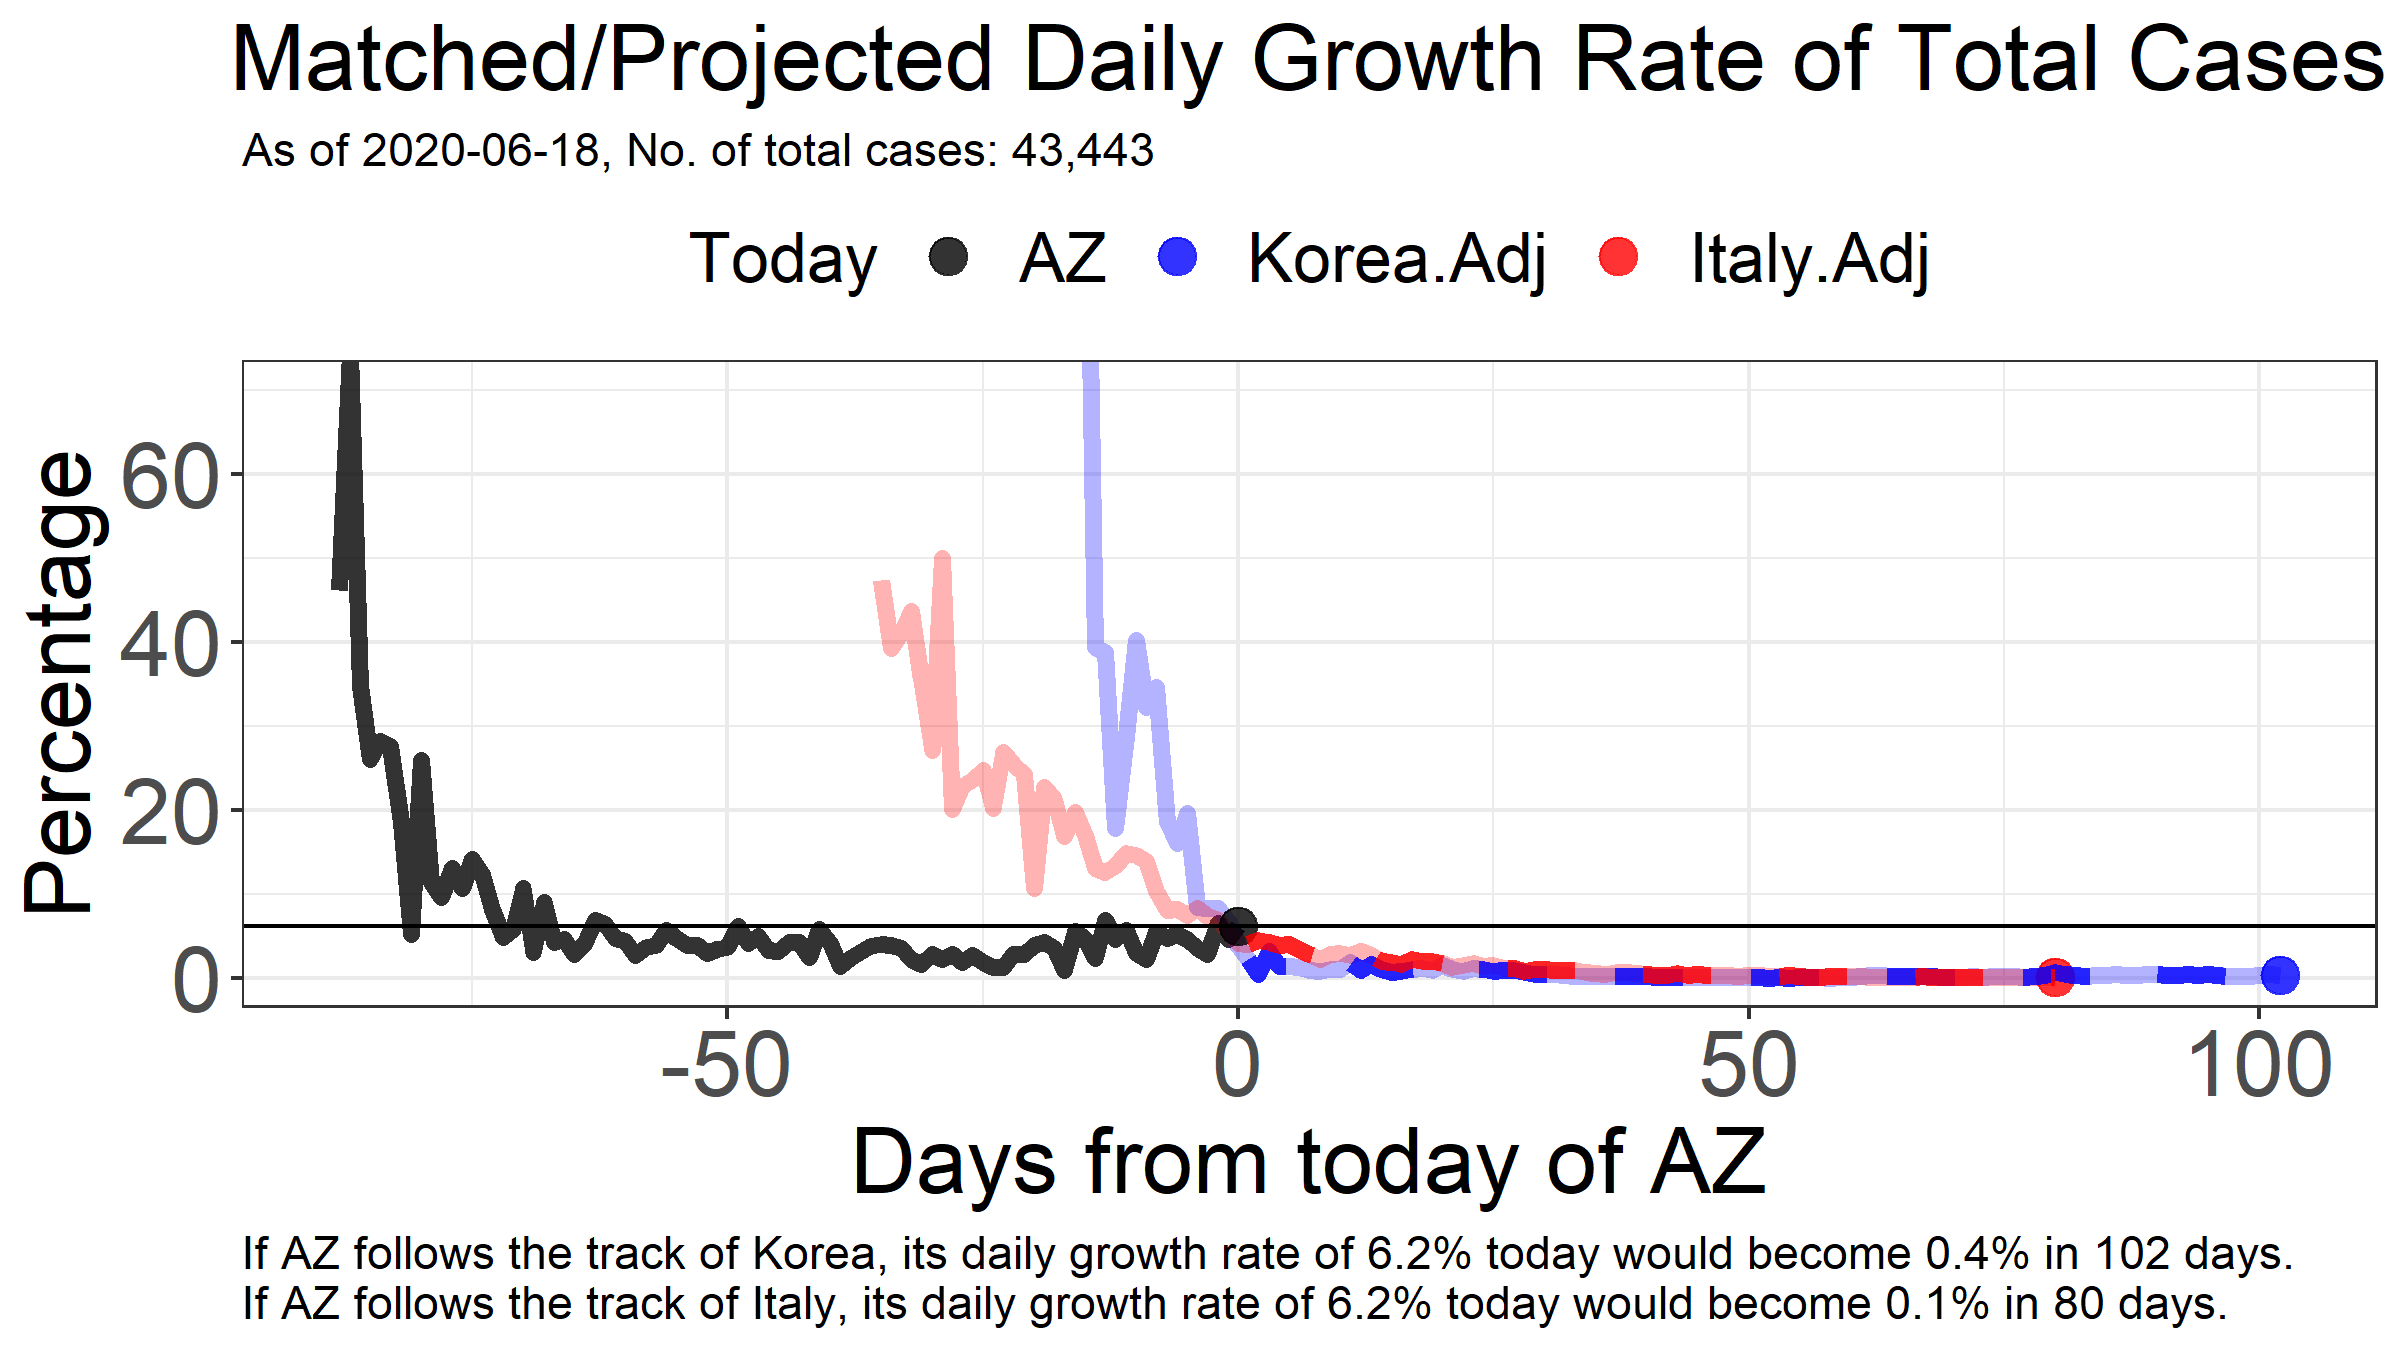 Matched/Projected Daily Growth Rate of Total Cases
As of 2020-06-18, No. of total cases: 43,443
Today AZ Korea.Adj Italy.Adj
Percentage
60
40
20
0
-50 0 50 100
Days from today of AZ
If AZ follows the track of Korea, its daily growth rate of 6.2% today would become 0.4% in 102 days.
If AZ follows the track of Italy, its daily growth rate of 6.2% today would become 0.1% in 80 days.